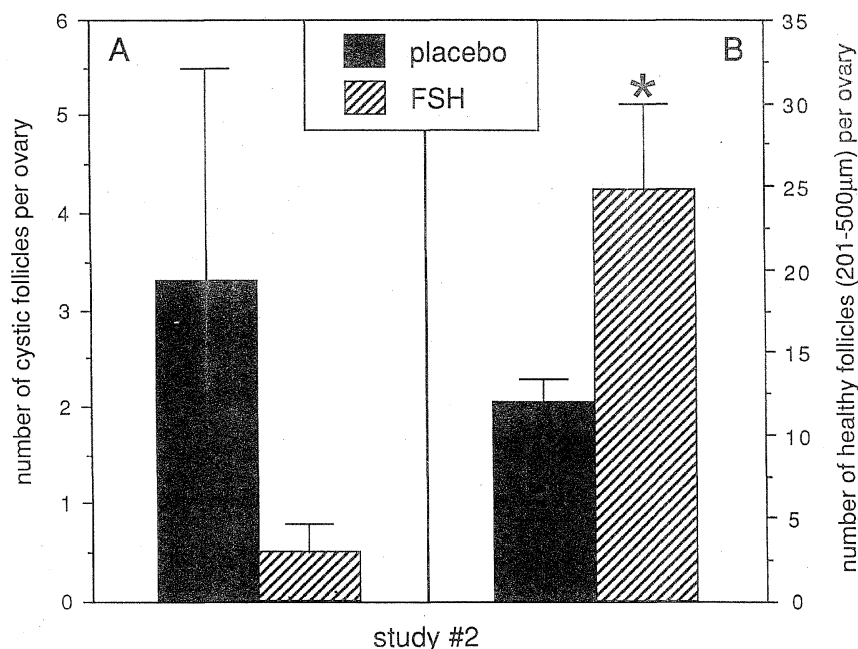 number of cystic follicles per ovary
6
5
4
3
2
1
0
A
placebo
FSH
B
*
35
30
25
20
15
10
5
0
number of healthy follicles (201-500µm) per ovary
study #2